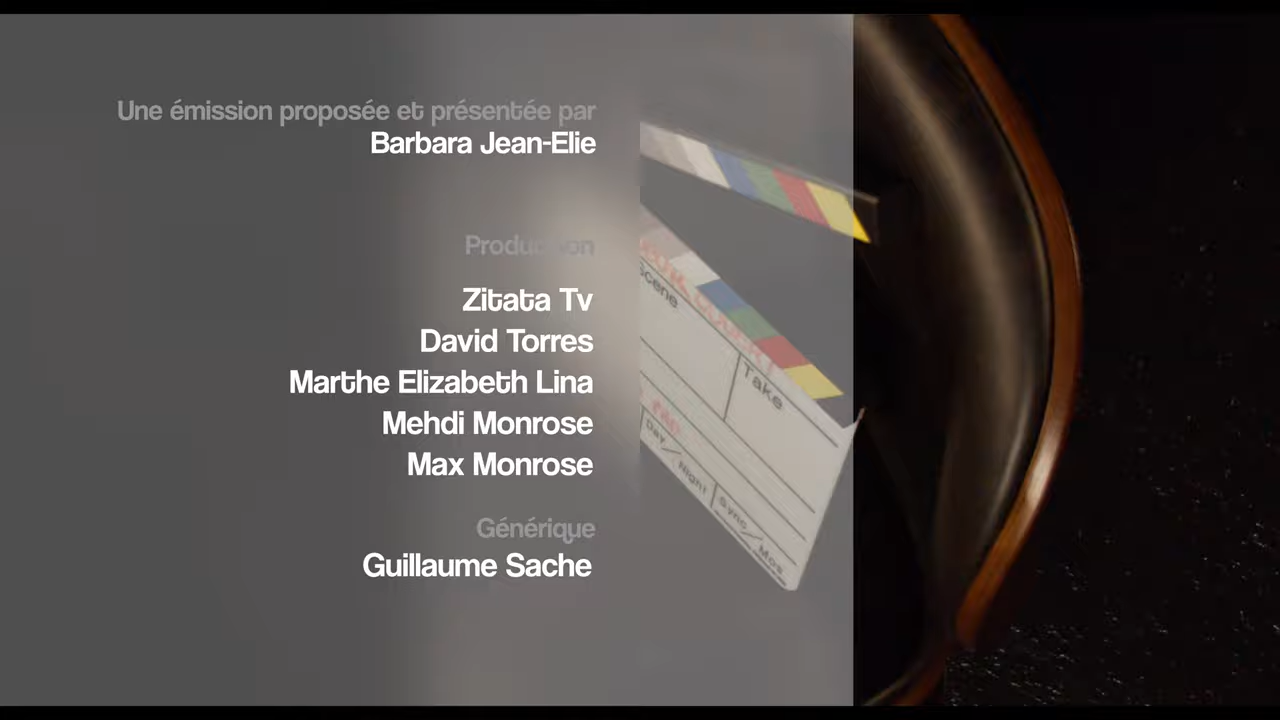 Une émission proposée et présentée par
Barbara Jean-Elie
Production
Zitata Tv
David Torres
Marthe Elizabeth Lina
Mehdi Monrose
Max Monrose
Générique
Guillaume Sache
Scene
Take
Day / Night
Sync / Mos